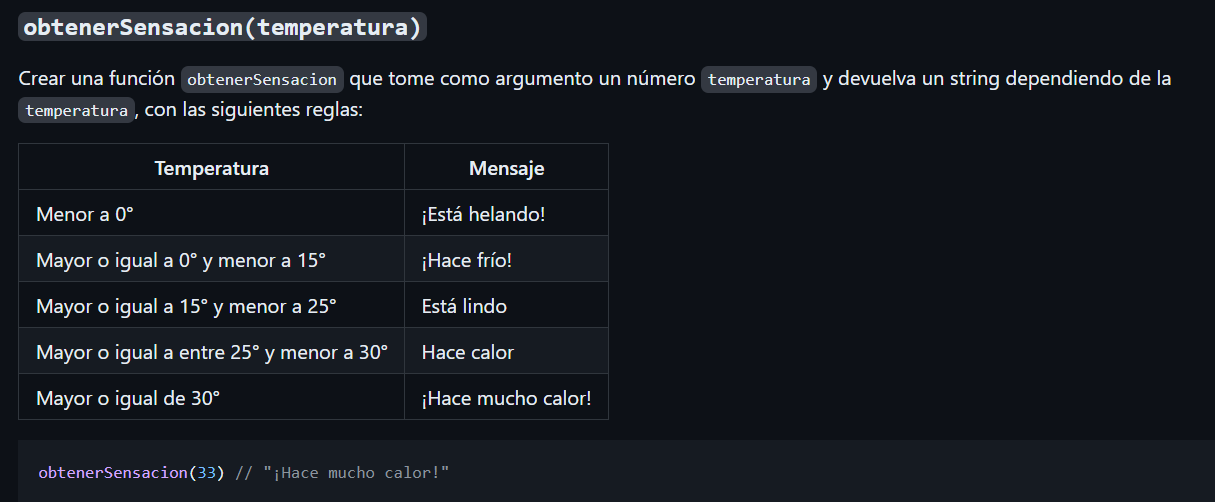 obtenerSensacion(temperatura)
Crear una función obtenerSensacion que tome como argumento un número temperatura y devuelva un string dependiendo de la
temperatura, con las siguientes reglas:
Temperatura Mensaje
Menor a 0° ¡Está helando!
Mayor o igual a 0° y menor a 15° ¡Hace frío!
Mayor o igual a 15° y menor a 25° Está lindo
Mayor o igual a entre 25° y menor a 30° Hace calor
Mayor o igual de 30° ¡Hace mucho calor!
obtenerSensacion(33) // "¡Hace mucho calor!"